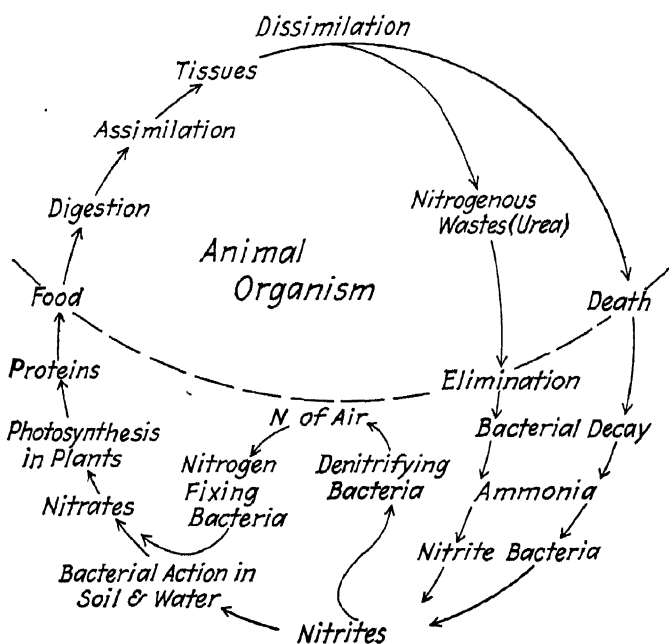 Dissimilation
Tissues
Assimilation
Digestion
Nitrogenous
Wastes (Urea)
Animal
Organism
Food
Death
Proteins
Elimination
N of Air
Photosynthesis
in Plants
Bacterial Decay
Nitrogen
Fixing
Bacteria
Denitrifying
Bacteria
Nitrates
Ammonia
Nitrite Bacteria
Bacterial Action in
Soil & Water
Nitrites